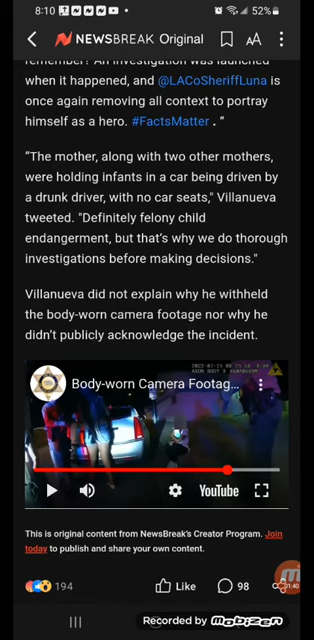 8:10
52%
NEWSBREAK Original
AA
remember? An investigation was launched
when it happened, and @LACoSheriffLuna is
once again removing all context to portray
himself as a hero. #FactsMatter . ”
“The mother, along with two other mothers,
were holding infants in a car being driven by
a drunk driver, with no car seats," Villanueva
tweeted. "Definitely felony child
endangerment, but that’s why we do thorough
investigations before making decisions."
Villanueva did not explain why he withheld
the body-worn camera footage nor why he
didn’t publicly acknowledge the incident.
Body-worn Camera Footag...
YouTube
This is original content from NewsBreak's Creator Program. Join
today to publish and share your own content.
194
Like
98
01:40
Recorded by Mobizen